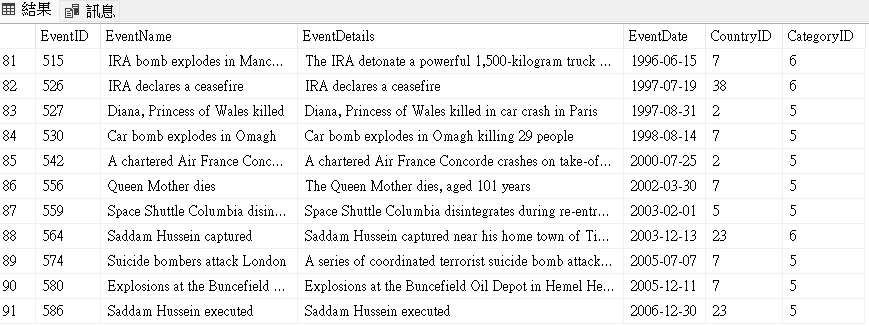 結果 訊息
EventID EventName EventDetails EventDate CountryID CategoryID
81 515 IRA bomb explodes in Manc... The IRA detonate a powerful 1,500-kilogram truck ... 1996-06-15 7 6
82 526 IRA declares a ceasefire IRA declares a ceasefire 1997-07-19 38 6
83 527 Diana, Princess of Wales killed Diana, Princess of Wales killed in car crash in Paris 1997-08-31 2 5
84 530 Car bomb explodes in Omagh Car bomb explodes in Omagh killing 29 people 1998-08-14 7 5
85 542 A chartered Air France Conc... A chartered Air France Concorde crashes on take-of... 2000-07-25 2 5
86 556 Queen Mother dies The Queen Mother dies, aged 101 years 2002-03-30 7 5
87 559 Space Shuttle Columbia disin... Space Shuttle Columbia disintegrates during re-entr... 2003-02-01 5 5
88 564 Saddam Hussein captured Saddam Hussein captured near his home town of Ti... 2003-12-13 23 6
89 574 Suicide bombers attack London A series of coordinated terrorist suicide bomb attack... 2005-07-07 7 5
90 580 Explosions at the Buncefield ... Explosions at the Buncefield Oil Depot in Hemel He... 2005-12-11 7 5
91 586 Saddam Hussein executed Saddam Hussein executed 2006-12-30 23 5